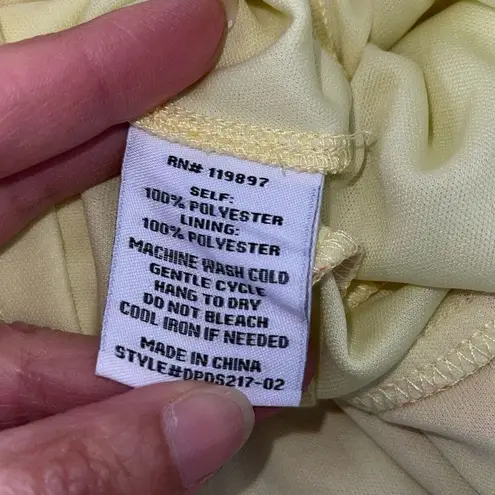 RN# 119897
SELF:
100% POLYESTER
LINING:
100% POLYESTER
MACHINE WASH COLD
GENTLE CYCLE
HANG TO DRY
DO NOT BLEACH
COOL IRON IF NEEDED
MADE IN CHINA
STYLE#DPDS217-02